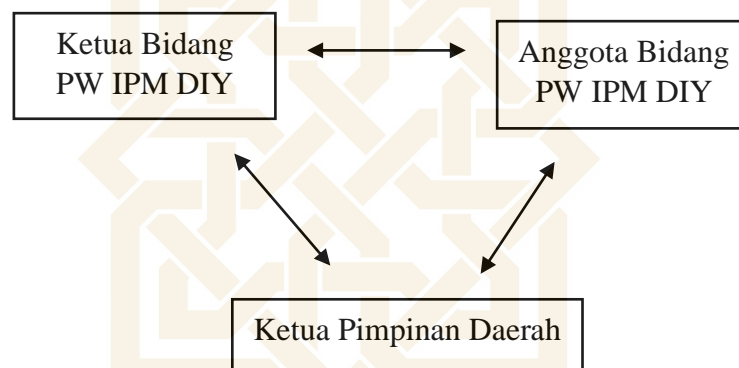 Ketua Bidang
PW IPM DIY
Anggota Bidang
PW IPM DIY
Ketua Pimpinan Daerah